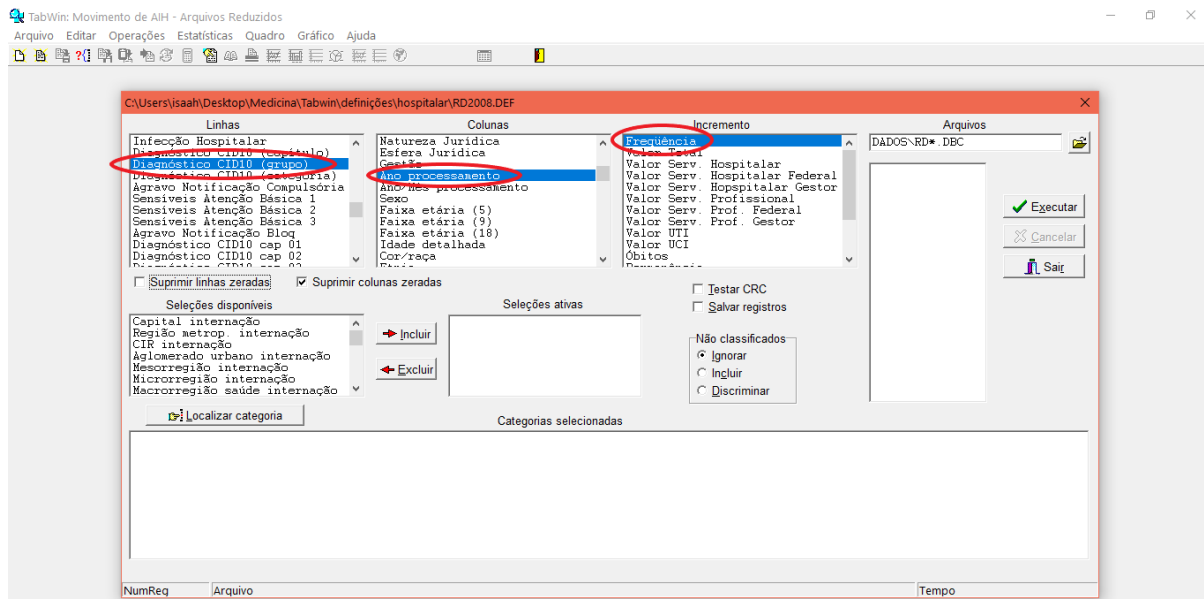 TabWin: Movimento de AIH - Arquivos Reduzidos
Arquivo Editar Operações Estatísticas Quadro Gráfico Ajuda
C:\Users\isaah\Desktop\Medicina\Tabwin\definições\hospitalar\RD2008.DEF
Linhas
Infecção Hospitalar
Diagnóstico CID10 (capítulo)
Diagnóstico CID10 (grupo)
Diagnóstico CID10 (categoria)
Agravo Notificação Compulsória
Sensíveis Atenção Básica 1
Sensíveis Atenção Básica 2
Sensíveis Atenção Básica 3
Agravo Notificação Bloq
Diagnóstico CID10 cap 01
Diagnóstico CID10 cap 02
Diagnóstico CID10 cap 03
Colunas
Natureza Jurídica
Esfera Jurídica
Gestão
Ano processamento
Ano/Mês processamento
Sexo
Faixa etária (5)
Faixa etária (9)
Faixa etária (18)
Idade detalhada
Cor/raça
Etnia
Incremento
Freqüência
Valor Total
Valor Serv. Hospitalar
Valor Serv. Hospitalar Federal
Valor Serv. Hopspitalar Gestor
Valor Serv. Profissional
Valor Serv. Prof. Federal
Valor Serv. Prof. Gestor
Valor UTI
Valor UCI
Óbitos
Permanência
Arquivos
DADOS\RD*.DBC
Executar
Cancelar
Sair
Suprimir linhas zeradas
Suprimir colunas zeradas
Testar CRC
Salvar registros
Seleções disponíveis
Capital internação
Região metrop. internação
CIR internação
Aglomerado urbano internação
Mesorregião internação
Microrregião internação
Macrorregião saúde internação
Incluir
Excluir
Seleções ativas
Não classificados
Ignorar
Incluir
Discriminar
Localizar categoria
Categorias selecionadas
NumReg Arquivo Tempo